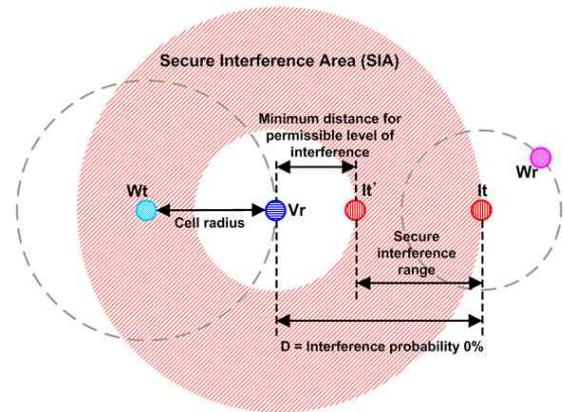 Secure Interference Area (SIA)
Minimum distance for
permissible level of
interference
Wr
Wt
It'
It
Vr
Cell radius
Secure
interference
range
D = Interference probability 0%